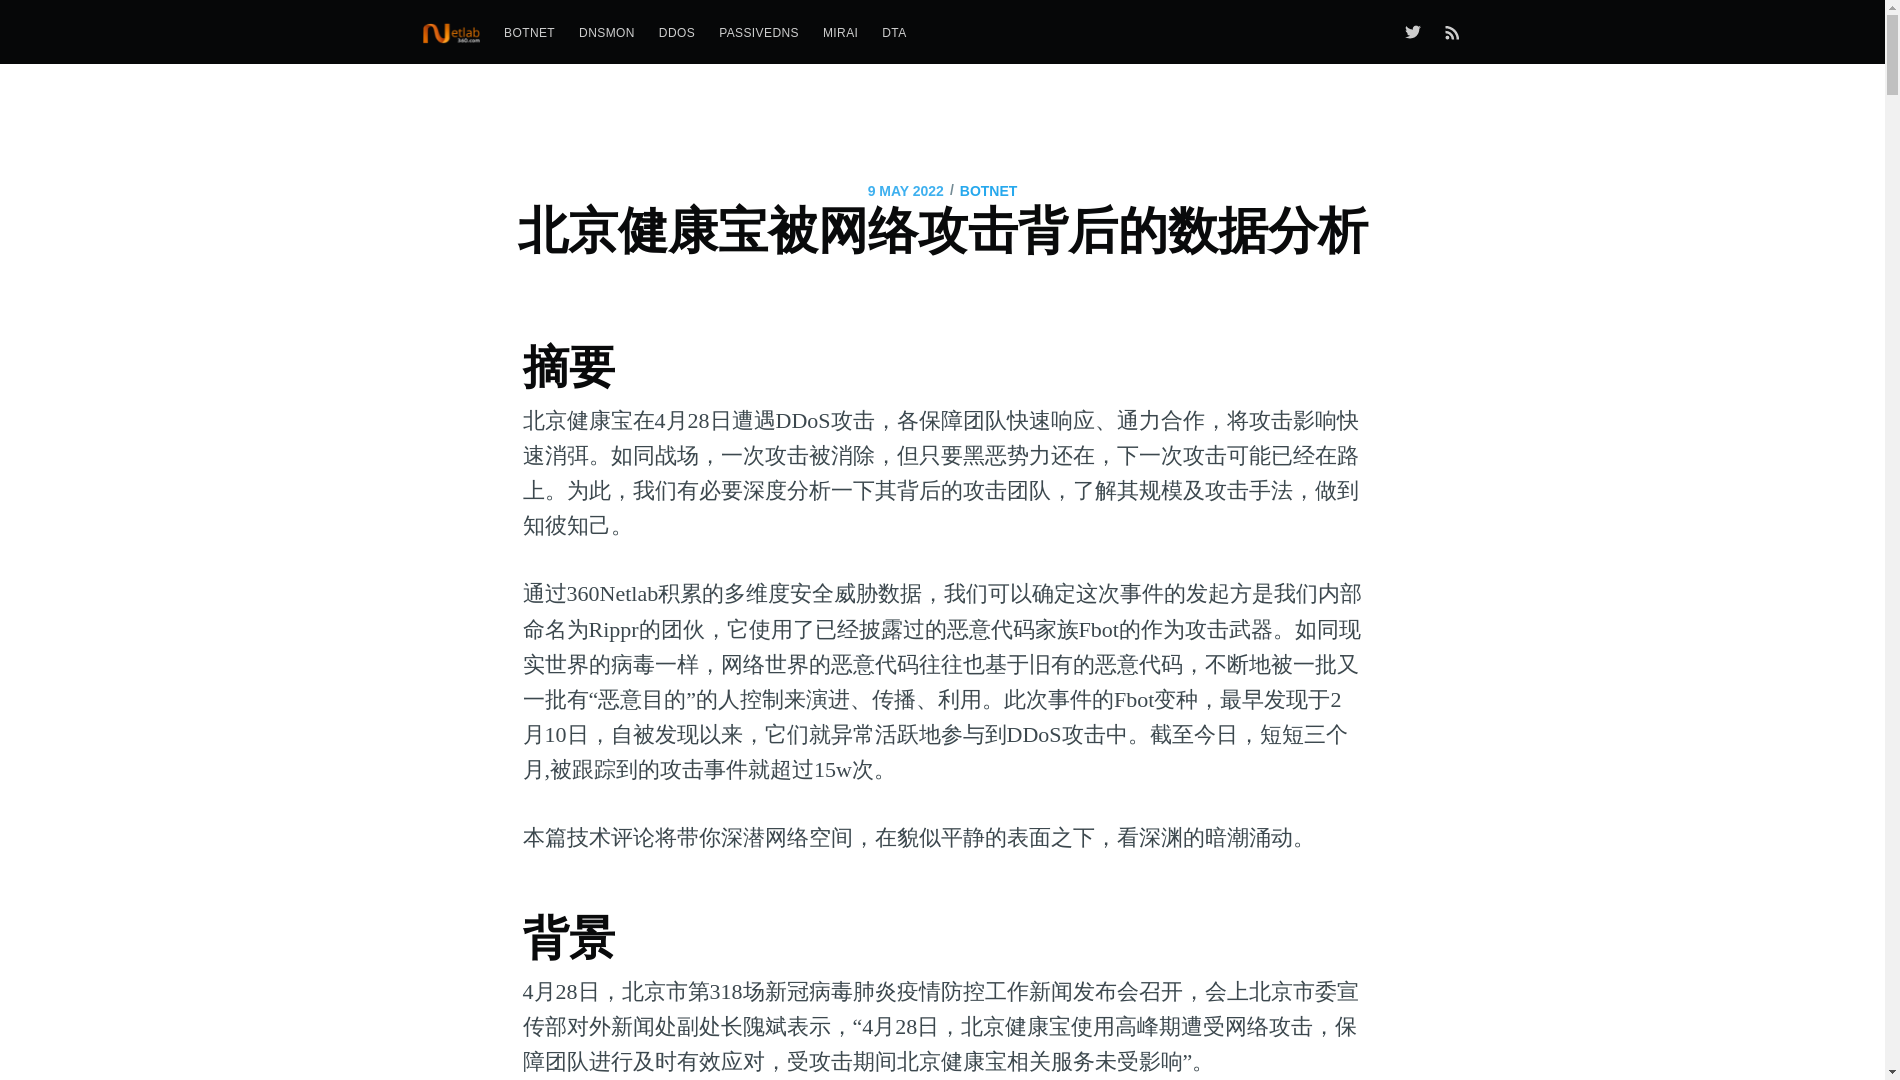 Netlab
360.com
BOTNET DNSMON DDOS PASSIVEDNS MIRAI DTA
9 MAY 2022 / BOTNET
北京健康宝被网络攻击背后的数据分析
摘要
北京健康宝在4月28日遭遇DDoS攻击，各保障团队快速响应、通力合作，将攻击影响快
速消弭。如同战场，一次攻击被消除，但只要黑恶势力还在，下一次攻击可能已经在路
上。为此，我们有必要深度分析一下其背后的攻击团队，了解其规模及攻击手法，做到
知彼知己。
通过360Netlab积累的多维度安全威胁数据，我们可以确定这次事件的发起方是我们内部
命名为Rippr的团伙，它使用了已经披露过的恶意代码家族Fbot的作为攻击武器。如同现
实世界的病毒一样，网络世界的恶意代码往往也基于旧有的恶意代码，不断地被一批又
一批有“恶意目的”的人控制来演进、传播、利用。此次事件的Fbot变种，最早发现于2
月10日，自被发现以来，它们就异常活跃地参与到DDoS攻击中。截至今日，短短三个
月,被跟踪到的攻击事件就超过15w次。
本篇技术评论将带你深潜网络空间，在貌似平静的表面之下，看深渊的暗潮涌动。
背景
4月28日，北京市第318场新冠病毒肺炎疫情防控工作新闻发布会召开，会上北京市委宣
传部对外新闻处副处长隗斌表示，“4月28日，北京健康宝使用高峰期遭受网络攻击，保
障团队进行及时有效应对，受攻击期间北京健康宝相关服务未受影响”。